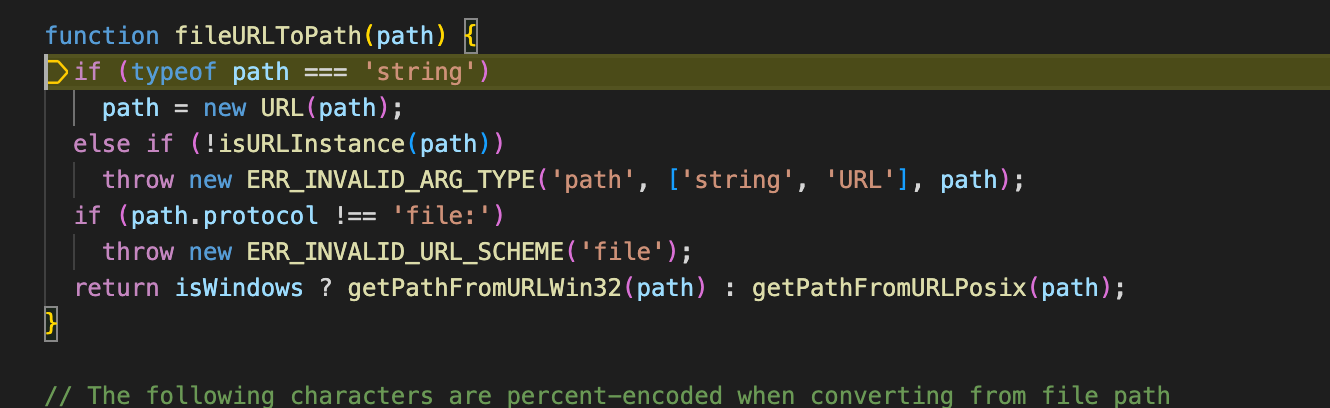 function fileURLToPath(path) {
if (typeof path === 'string')
path = new URL(path);
else if (!isURLInstance(path))
throw new ERR_INVALID_ARG_TYPE('path', ['string', 'URL'], path);
if (path.protocol !== 'file:')
throw new ERR_INVALID_URL_SCHEME('file');
return isWindows ? getPathFromURLWin32(path) : getPathFromURLPosix(path);
}
// The following characters are percent-encoded when converting from file path